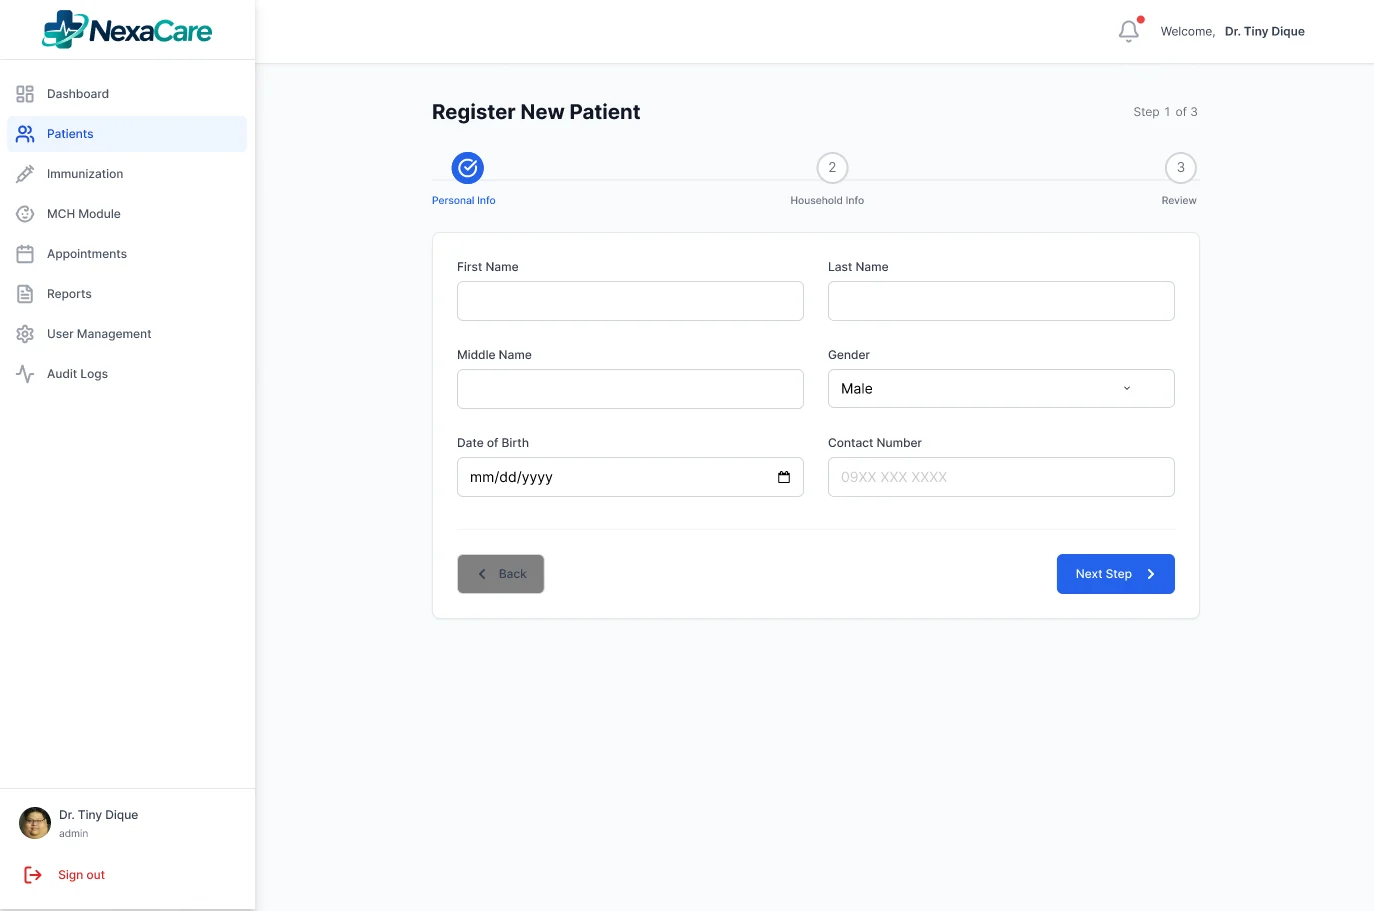 NexaCare
Welcome, Dr. Tiny Dique
Dashboard
Patients
Immunization
MCH Module
Appointments
Reports
User Management
Audit Logs
Dr. Tiny Dique
admin
Sign out
Register New Patient
Step 1 of 3
2
3
Personal Info
Household Info
Review
First Name
Last Name
Middle Name
Gender
Male
Date of Birth
Contact Number
mm/dd/yyyy
09XX XXX XXXX
Back
Next Step